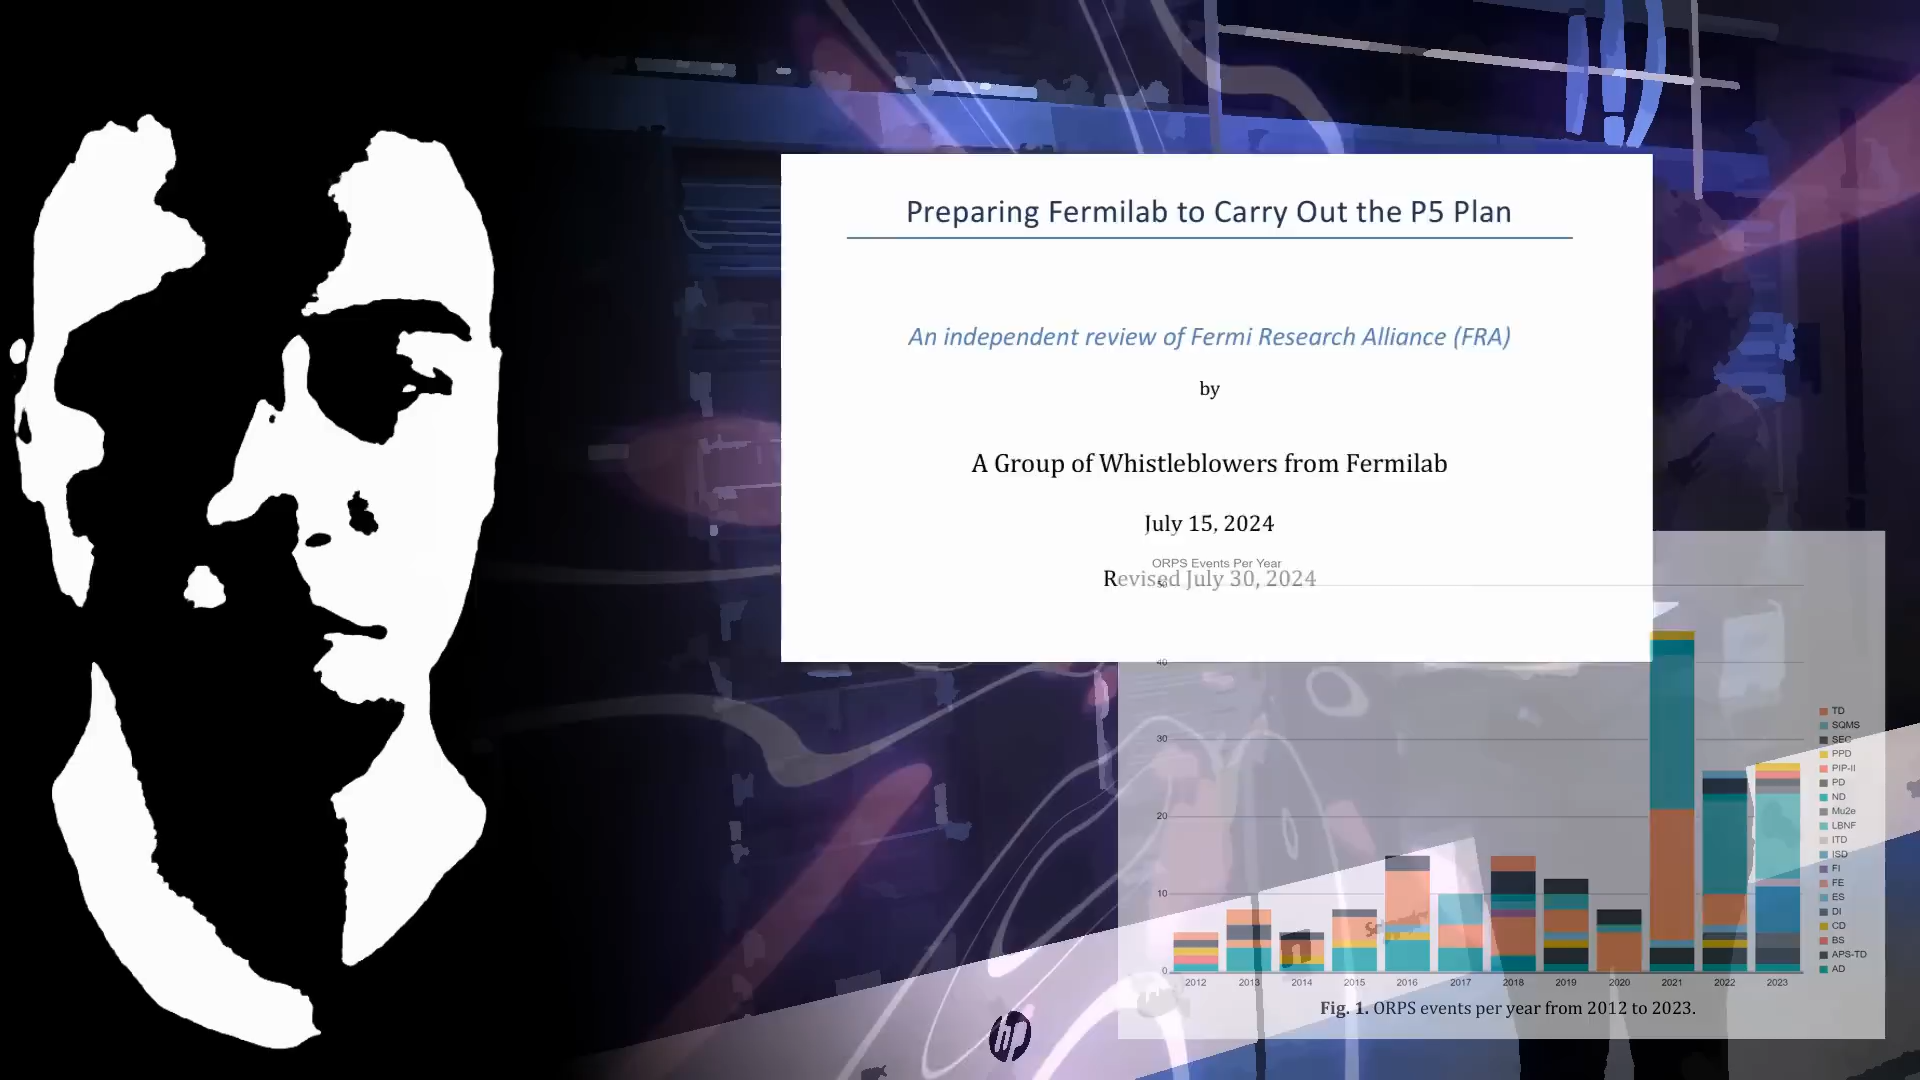 Preparing Fermilab to Carry Out the P5 Plan
An independent review of Fermi Research Alliance (FRA)
by
A Group of Whistleblowers from Fermilab
July 15, 2024
ORPS Events Per Year
Revised July 30, 2024
50
40
30
20
10
0
2012 2013 2014 2015 2016 2017 2018 2019 2020 2021 2022 2023
TD
SQMS
SEC
PPD
PIP-II
PD
ND
Mu2e
LBNF
ITD
ISD
FI
FE
ES
DI
CD
BS
APS-TD
AD
Fig. 1. ORPS events per year from 2012 to 2023.
hp